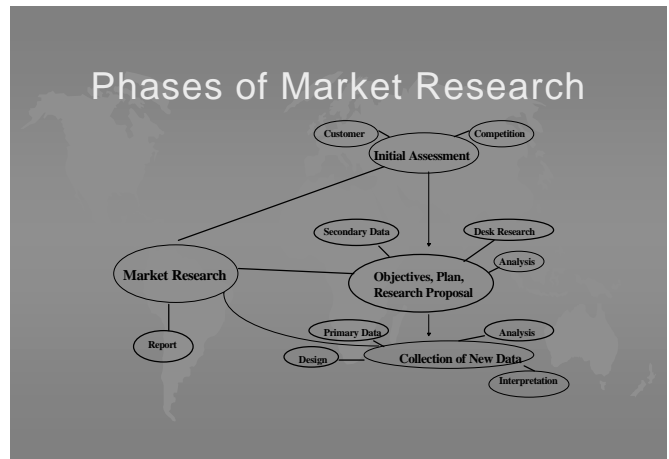 Phases of Market Research
Customer
Competition
Initial Assessment
Secondary Data
Desk Research
Market Research
Objectives, Plan,
Research Proposal
Analysis
Report
Primary Data
Analysis
Design
Collection of New Data
Interpretation